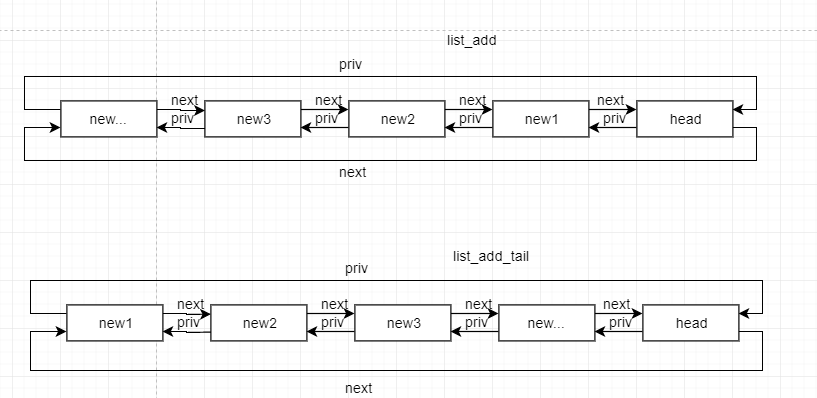 list_add
priv
next next next next
new... new3 new2 new1 head
priv priv priv priv
next
list_add_tail
priv
next next next next
new1 new2 new3 new... head
priv priv priv priv
next